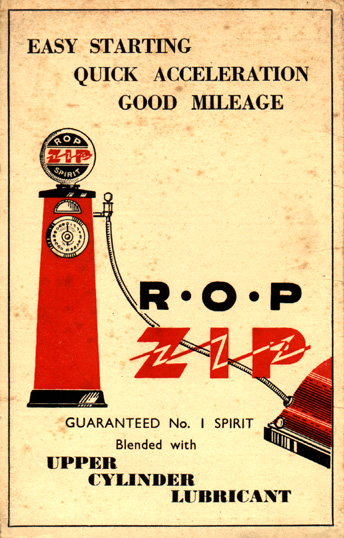 EASY STARTING
QUICK ACCELERATION
GOOD MILEAGE
ROP
ZIP
SPIRIT
R·O·P
ZIP
GUARANTEED No. 1 SPIRIT
Blended with
UPPER
CYLINDER
LUBRICANT